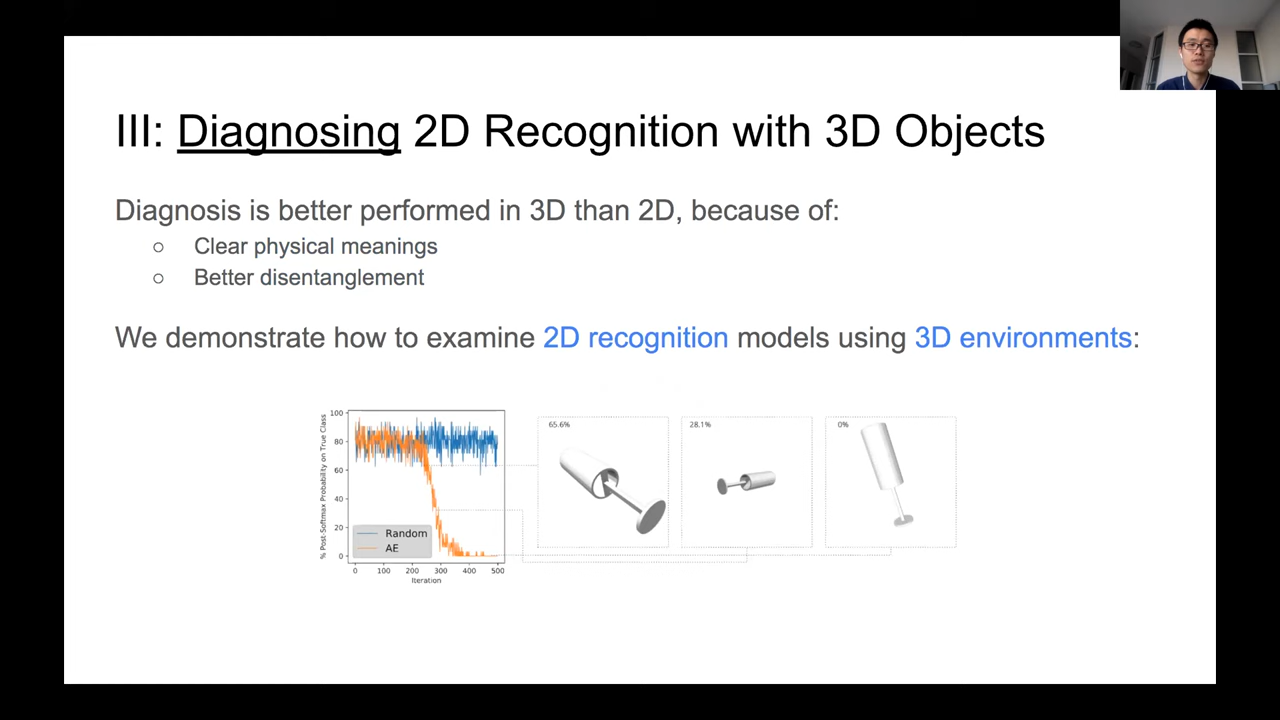 III: Diagnosing 2D Recognition with 3D Objects
Diagnosis is better performed in 3D than 2D, because of:
○ Clear physical meanings
○ Better disentanglement
We demonstrate how to examine 2D recognition models using 3D environments:
% Post-Softmax Probability on True Class
100
80
60
40
20
0
Random
AE
0 100 200 300 400 500
Iteration
65.6%
28.1%
0%